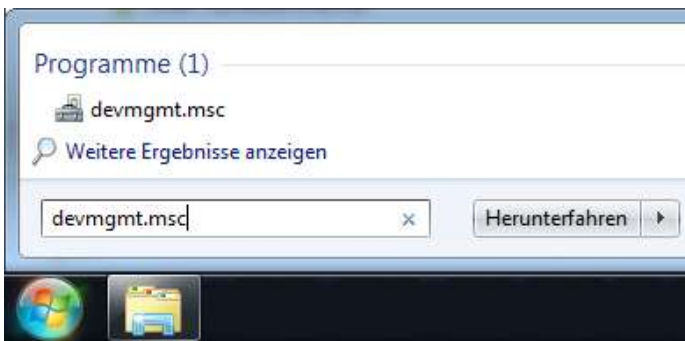 Programme (1)
devmgmt.msc
Weitere Ergebnisse anzeigen
devmgmt.msc
Herunterfahren